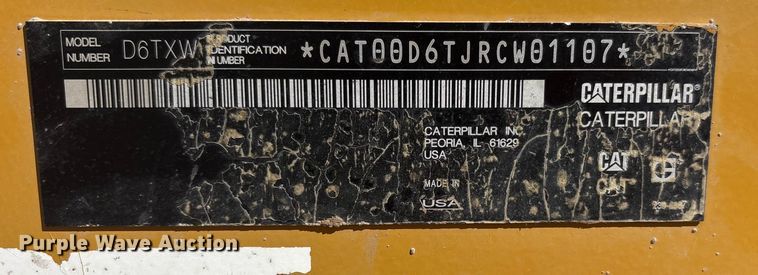 MODEL NUMBER D6TXW PRODUCT IDENTIFICATION NUMBER *CAT00D6TJRCW01107*
CATERPILLAR®
CATERPILLAR
CATERPILLAR INC.
PEORIA, IL 61629
USA
CAT
CAT
MADE IN
USA
Purple Wave Auction